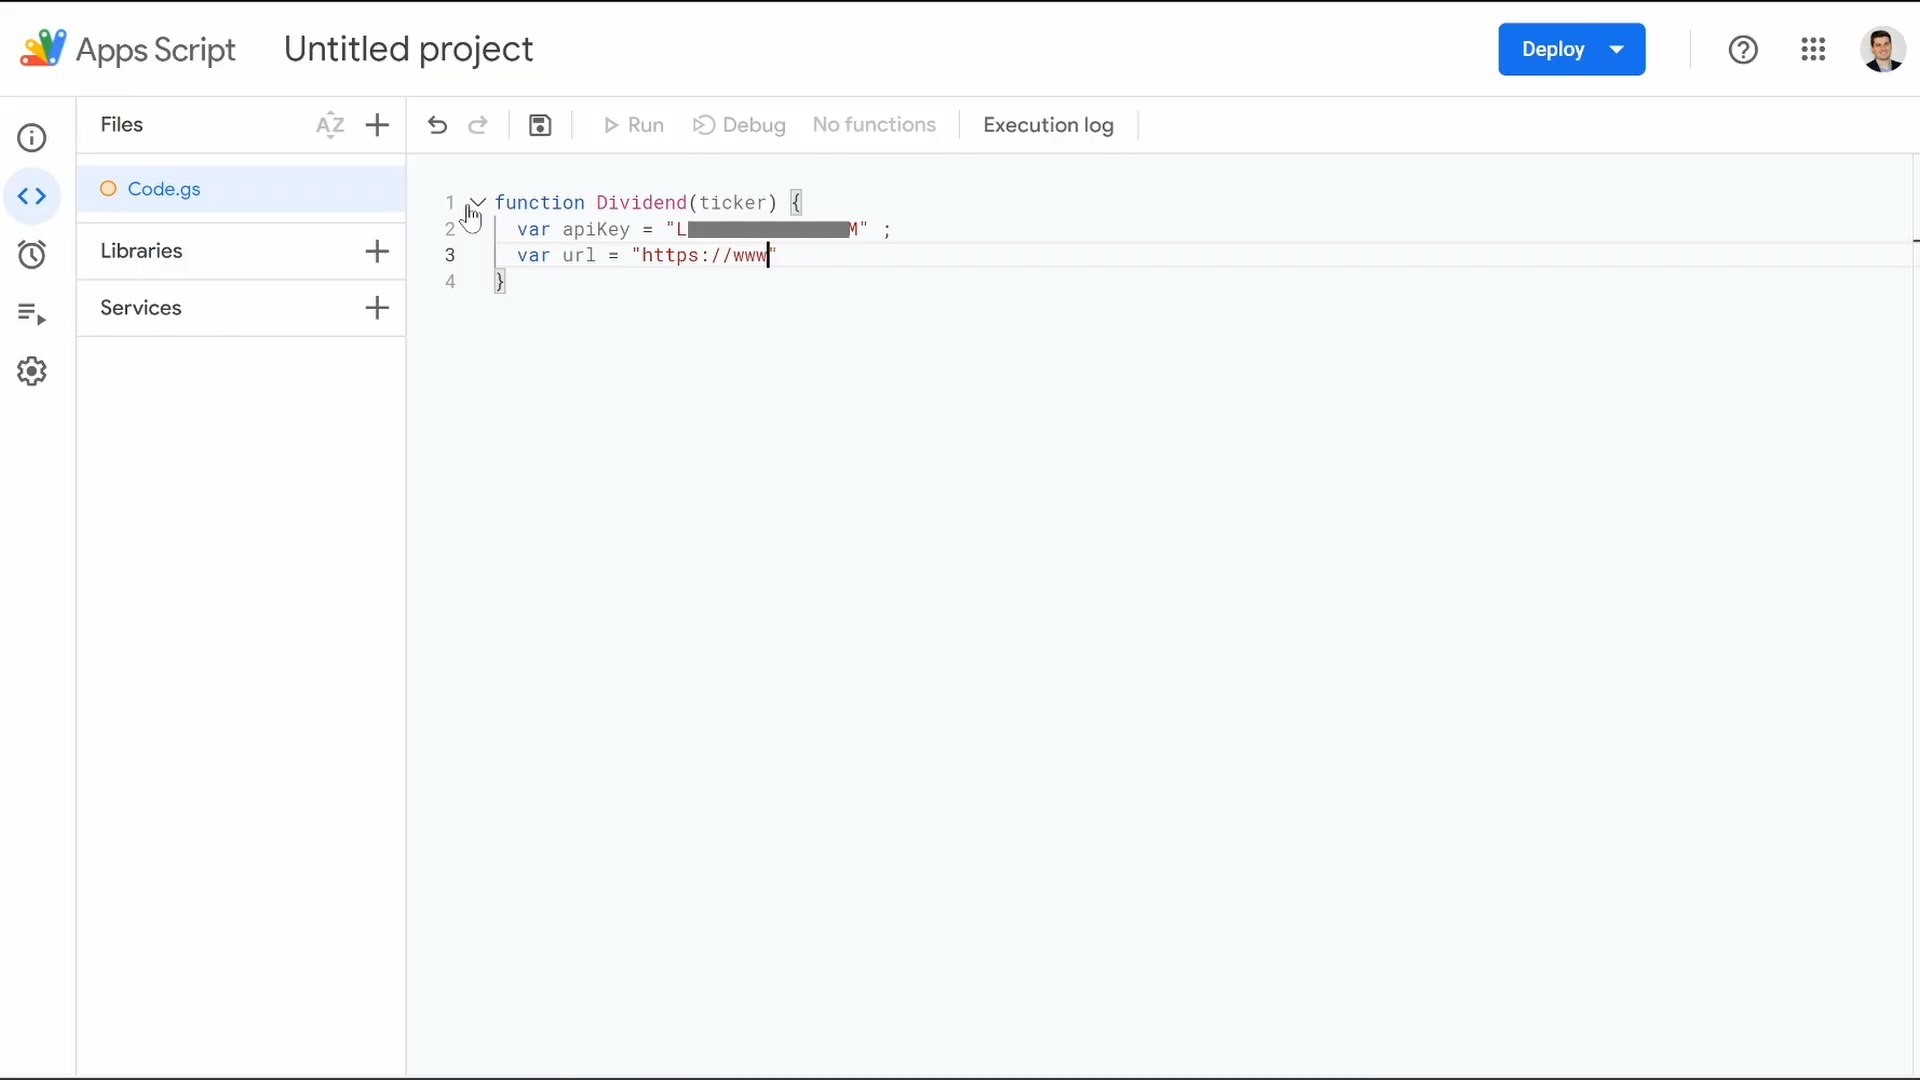 Apps Script Untitled project Deploy
Files AZ Run Debug No functions Execution log
Code.gs
Libraries
Services
1 function Dividend(ticker) {
2 var apiKey = "L M" ;
3 var url = "https://www"
4 }